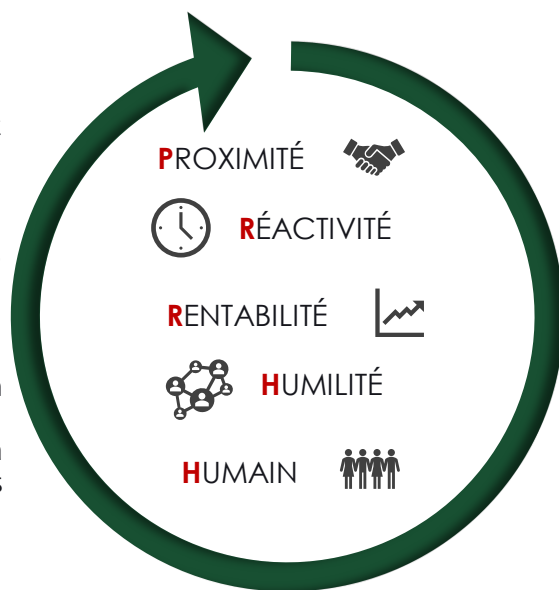 PROXIMITÉ
RÉACTIVITÉ
RENTABILITÉ
HUMILITÉ
HUMAIN